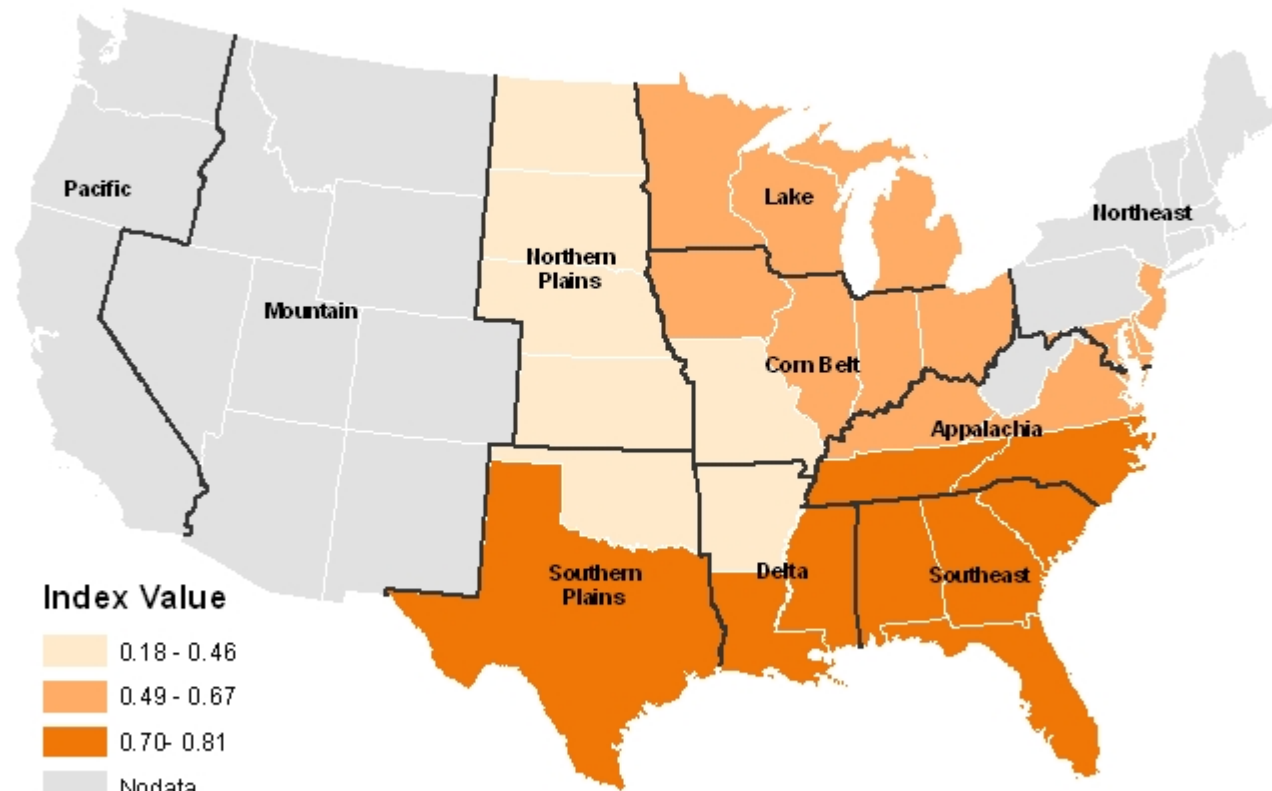 Pacific
Lake
Northeast
Northern
Plains
Mountain
Corn Belt
Appalachia
Southern
Plains
Delta
Southeast
Index Value
0.18 - 0.46
0.49 - 0.67
0.70- 0.81
Nodata